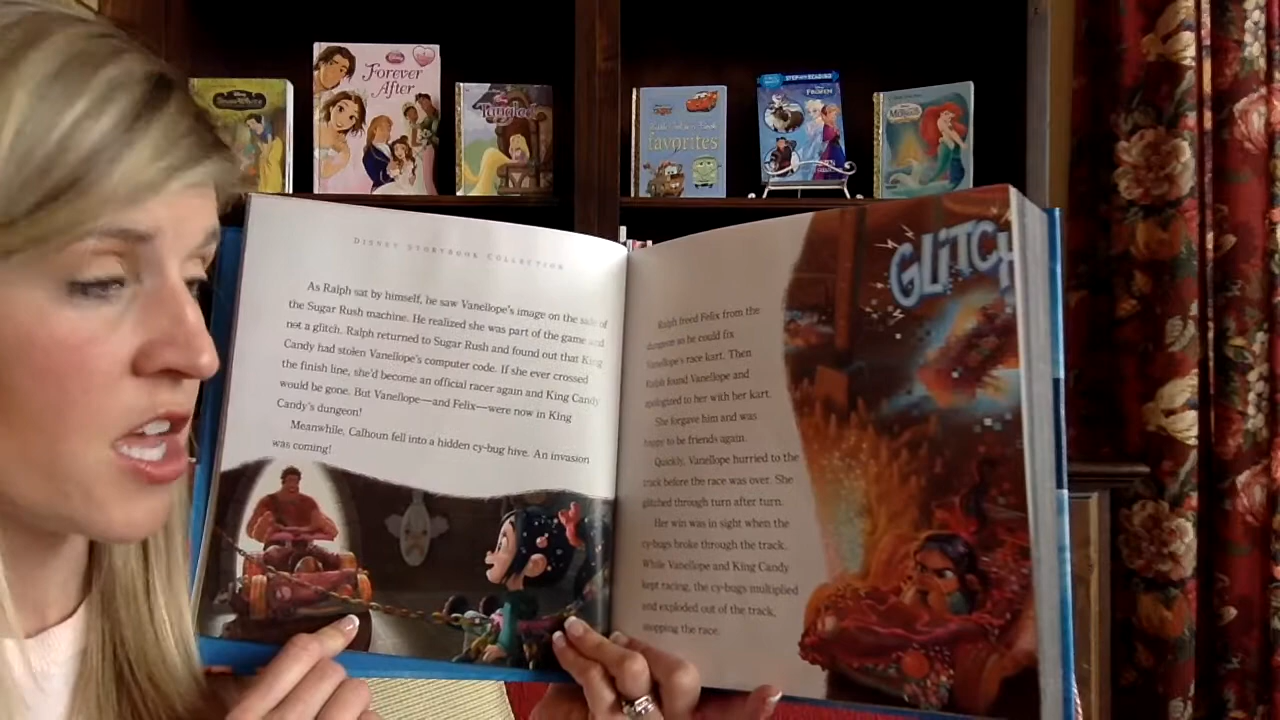 Forever
After
Tangled
favorites
STEP INTO READING
FROZEN
Mermaid
DISNEY STORYBOOK COLLECTION
As Ralph sat by himself, he saw Vanellope's image on the side of
the Sugar Rush machine. He realized she was part of the game and
not a glitch. Ralph returned to Sugar Rush and found out that King
Candy had stolen Vanellope's computer code. If she ever crossed
the finish line, she'd become an official racer again and King Candy
would be gone. But Vanellope—and Felix—were now in King
Candy's dungeon!
Meanwhile, Calhoun fell into a hidden cy-bug hive. An invasion
was coming!
GLITCH
Ralph freed Felix from the
dungeon so he could fix
Vanellope's race kart. Then
Ralph found Vanellope and
apologized to her with her kart.
She forgave him and was
happy to be friends again.
Quickly, Vanellope hurried to the
track before the race was over. She
glitched through turn after turn.
Her win was in sight when the
cy-bugs broke through the track.
While Vanellope and King Candy
kept racing, the cy-bugs multiplied
and exploded out of the track,
stopping the race.